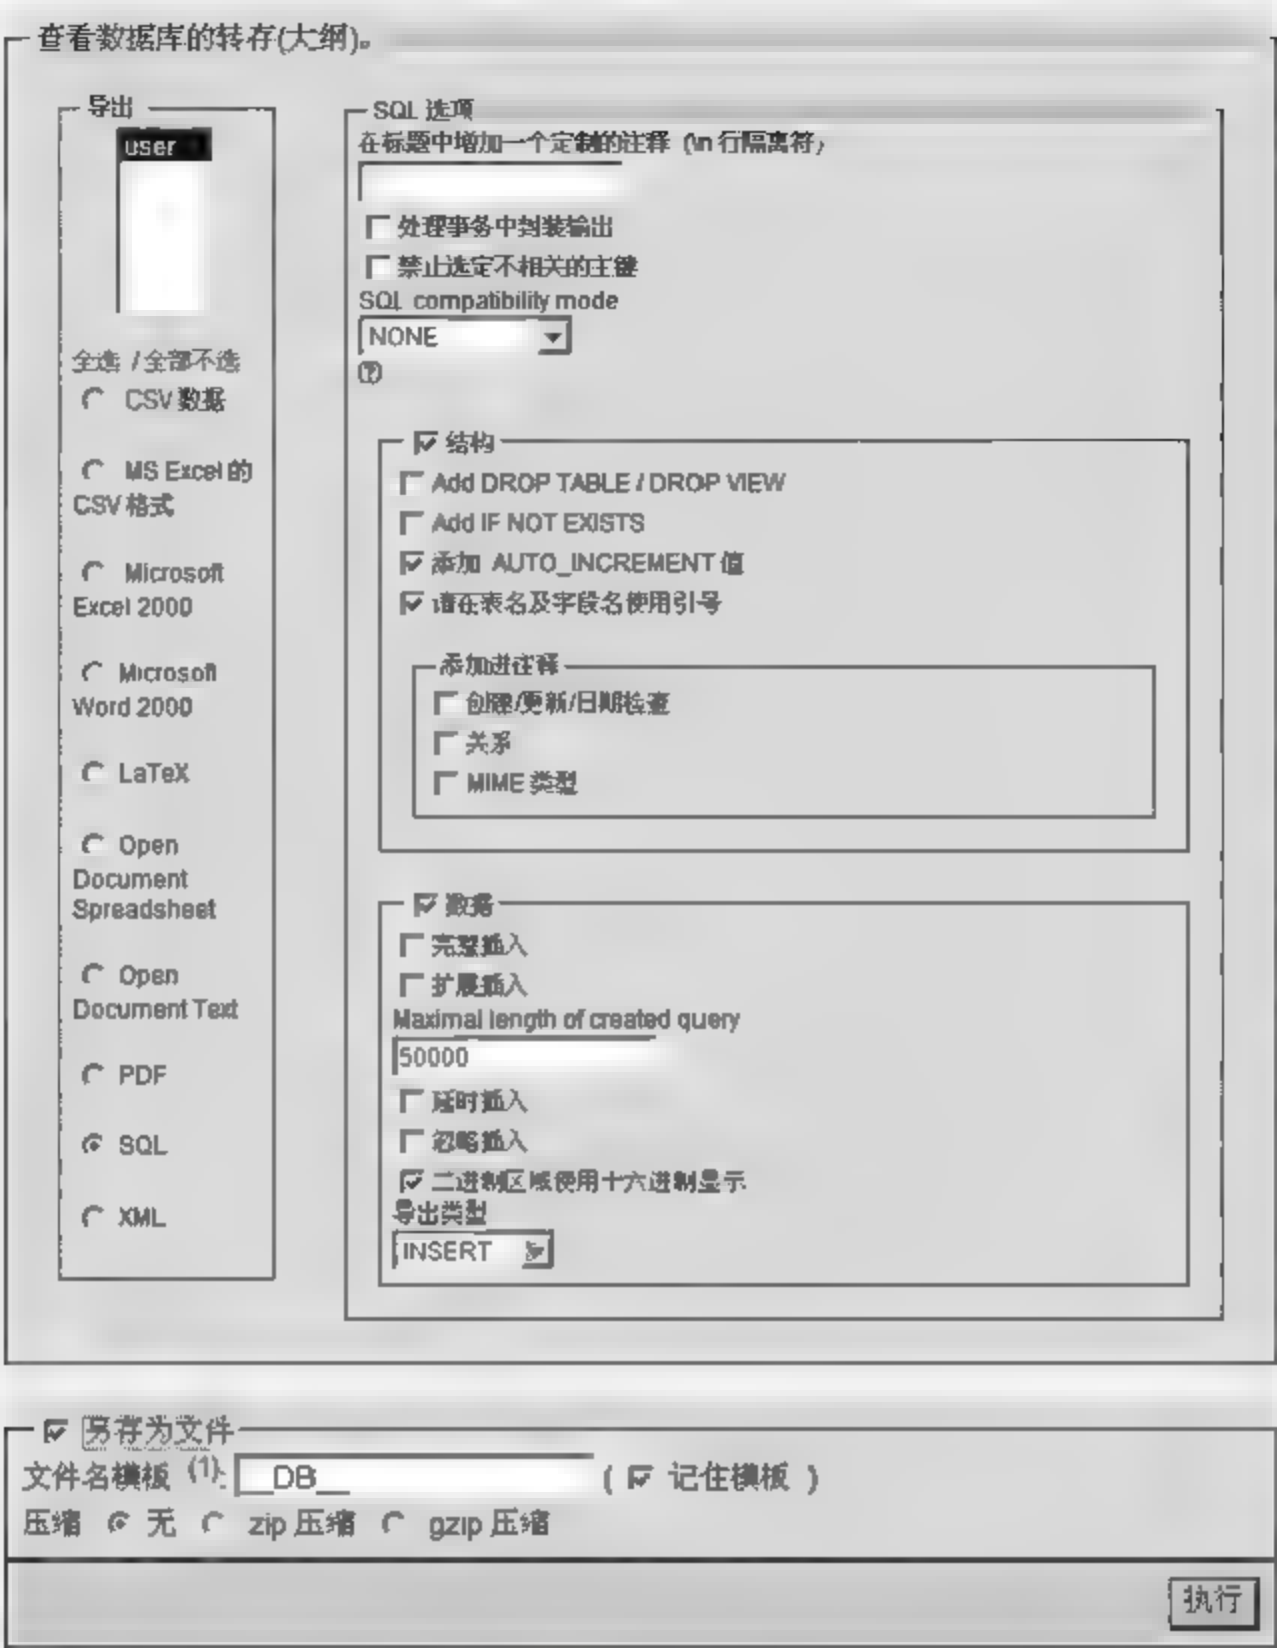 查看数据库的转存(大纲)。
导出
user
全选 / 全部不选
CSV 数据
MS Excel 的
CSV 格式
Microsoft
Excel 2000
Microsoft
Word 2000
LaTeX
Open
Document
Spreadsheet
Open
Document Text
PDF
SQL
XML
SQL 选项
在标题中增加一个定制的注释 (\n 行隔离符)
处理事务中封装输出
禁止选定不相关的主键
SQL compatibility mode
NONE
(?)
结构
Add DROP TABLE / DROP VIEW
Add IF NOT EXISTS
添加 AUTO_INCREMENT 值
请在表名及字段名使用引号
添加进注释
创建/更新/日期检查
关系
MIME 类型
数据
完整插入
扩展插入
Maximal length of created query
50000
延时插入
忽略插入
二进制区域使用十六进制显示
导出类型
INSERT
另存为文件
文件名模板 (1): __DB__ ( 记住模板 )
压缩 无 zip 压缩 gzip 压缩
执行